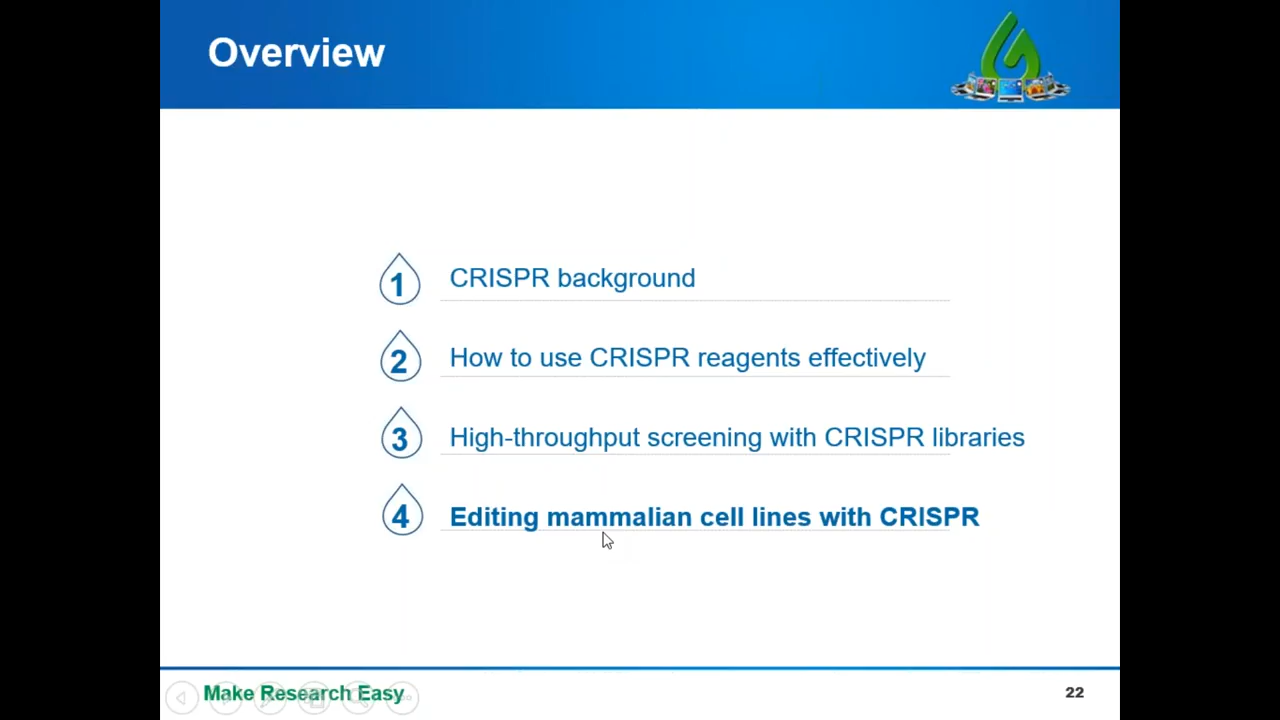 Overview
1 CRISPR background
2 How to use CRISPR reagents effectively
3 High-throughput screening with CRISPR libraries
4 Editing mammalian cell lines with CRISPR
Make Research Easy
22